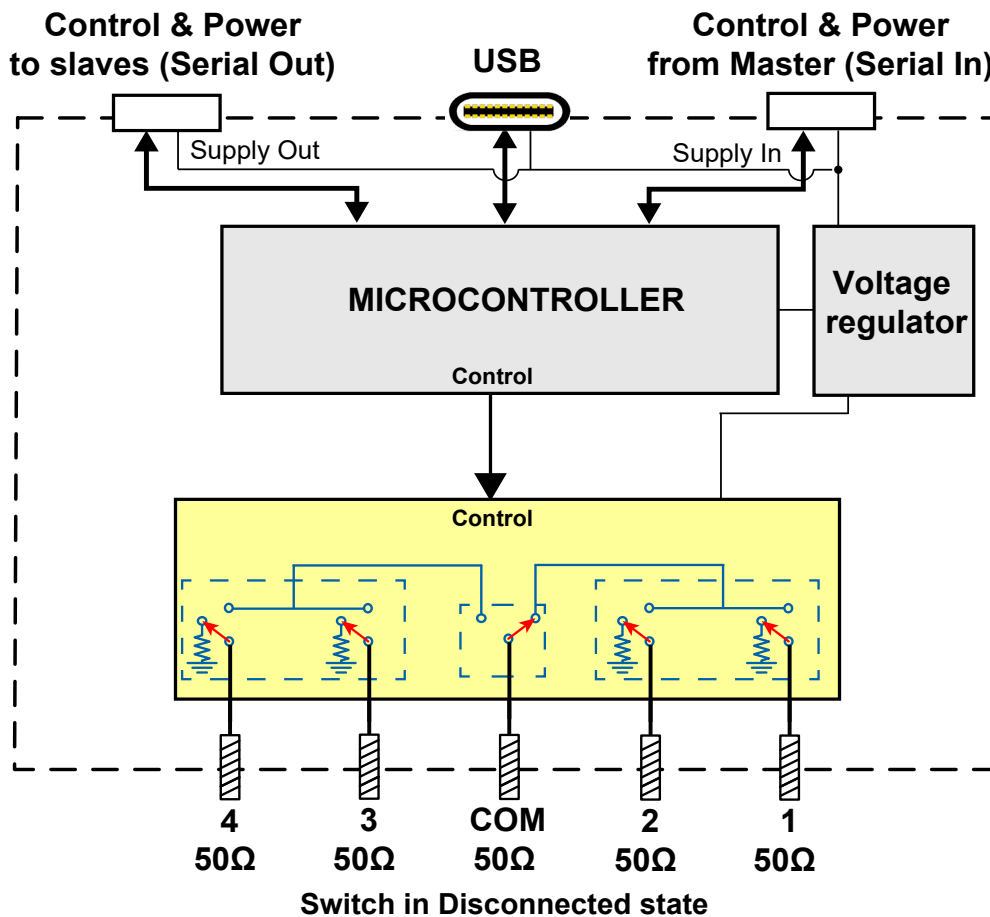 Control & Power
to slaves (Serial Out)
USB
Control & Power
from Master (Serial In)
Supply Out
Supply In
MICROCONTROLLER
Control
Voltage
regulator
Control
4
3
COM
2
1
50Ω
50Ω
50Ω
50Ω
50Ω
Switch in Disconnected state